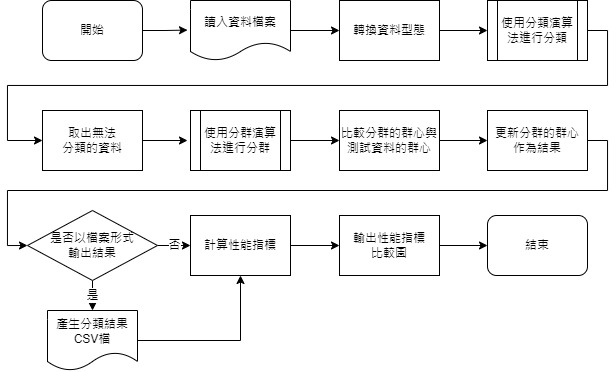 開始
讀入資料檔案
轉換資料型態
使用分類演算
法進行分類
取出無法
分類的資料
使用分群演算
法進行分群
比較分群的群心與
測試資料的群心
更新分群的群心
作為結果
是否以檔案形式
輸出結果
否
計算性能指標
輸出性能指標
比較圖
結束
是
產生分類結果
CSV檔